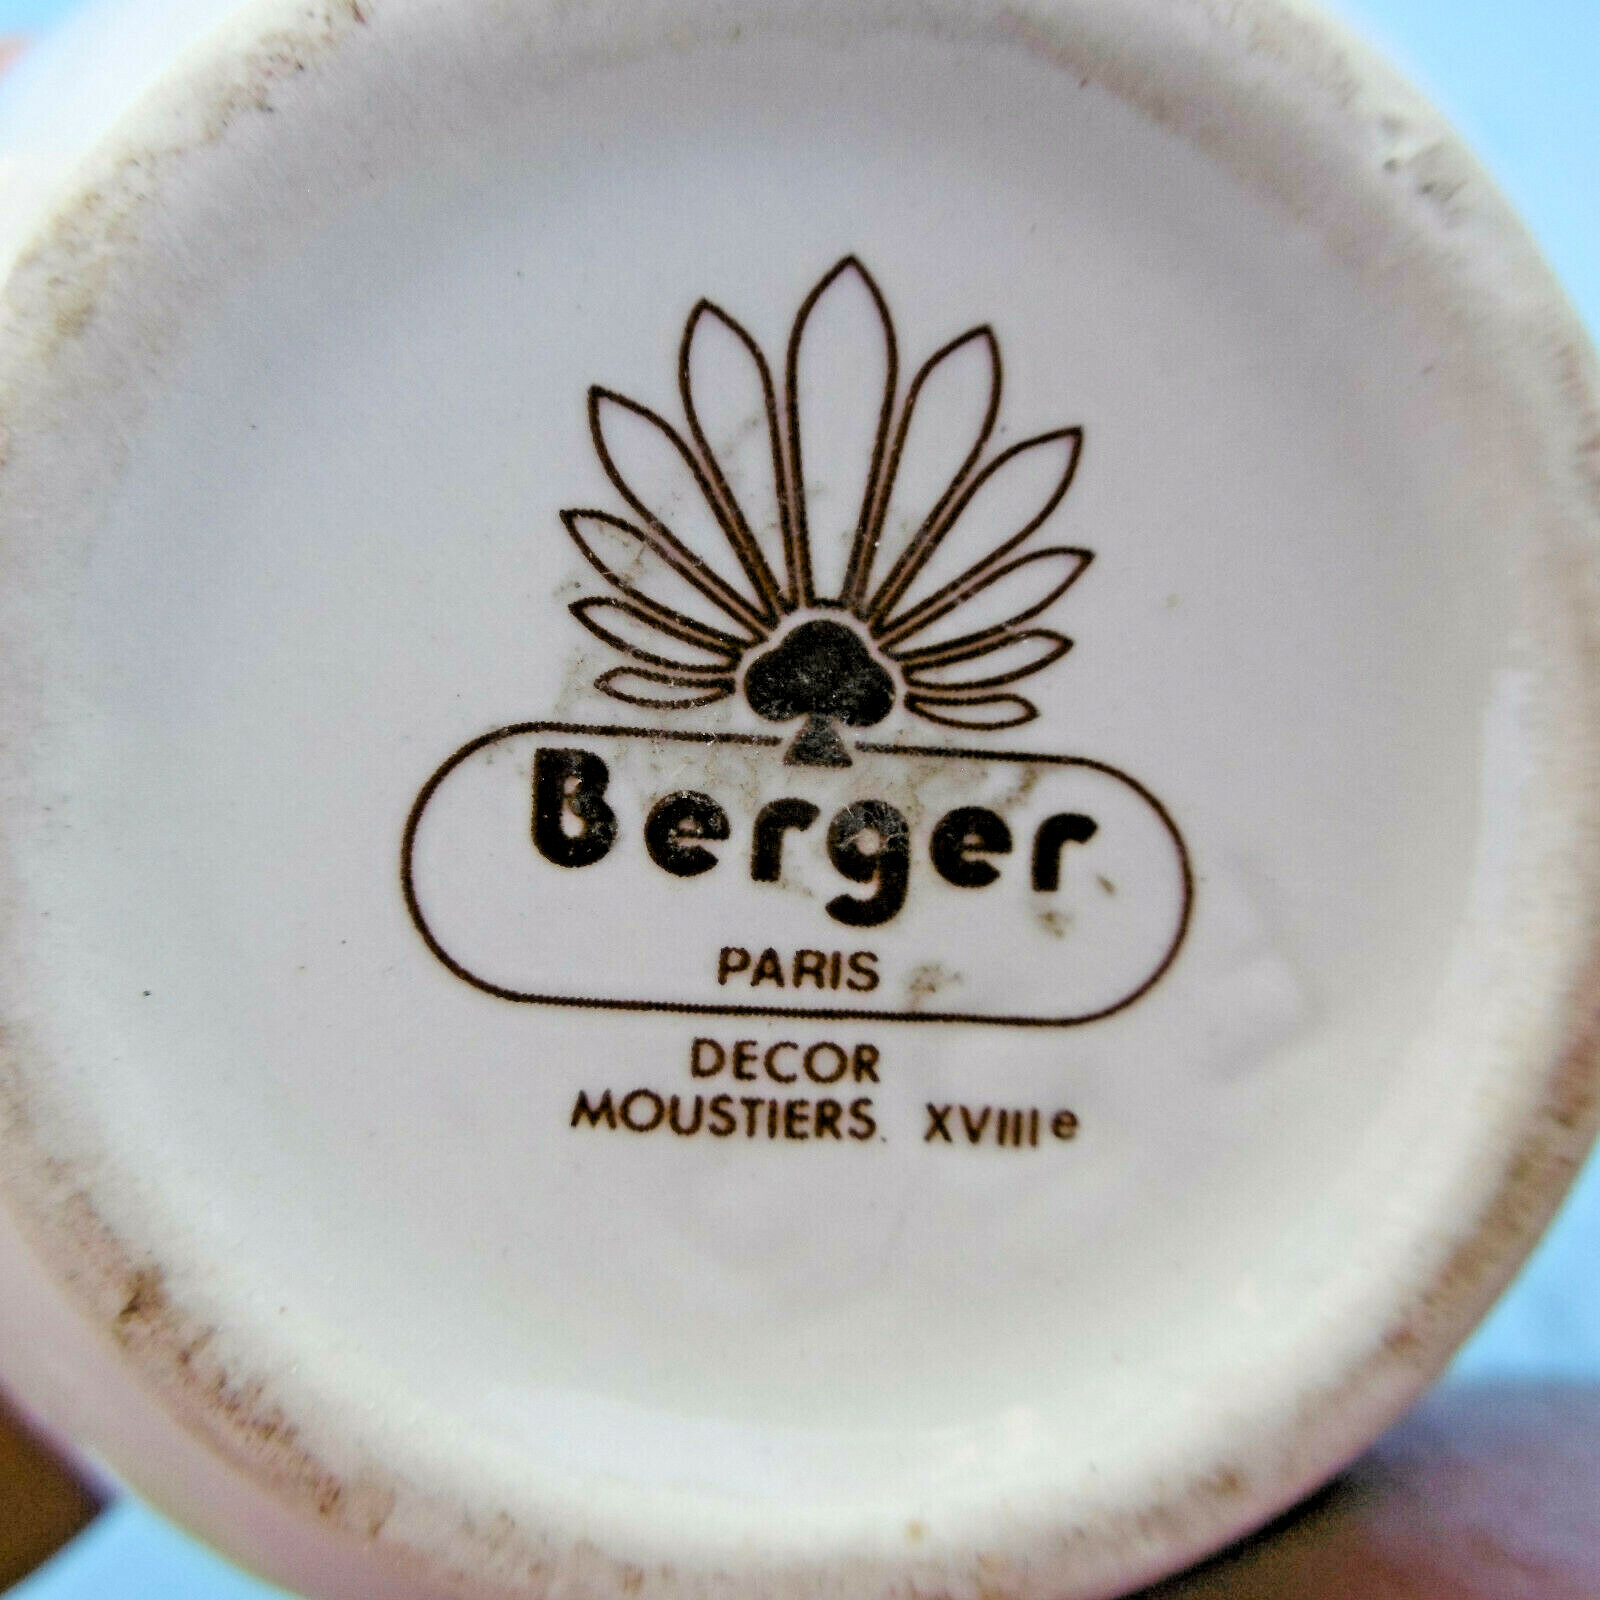 Berger
PARIS
DECOR
MOUSTIERS. XVIIIe